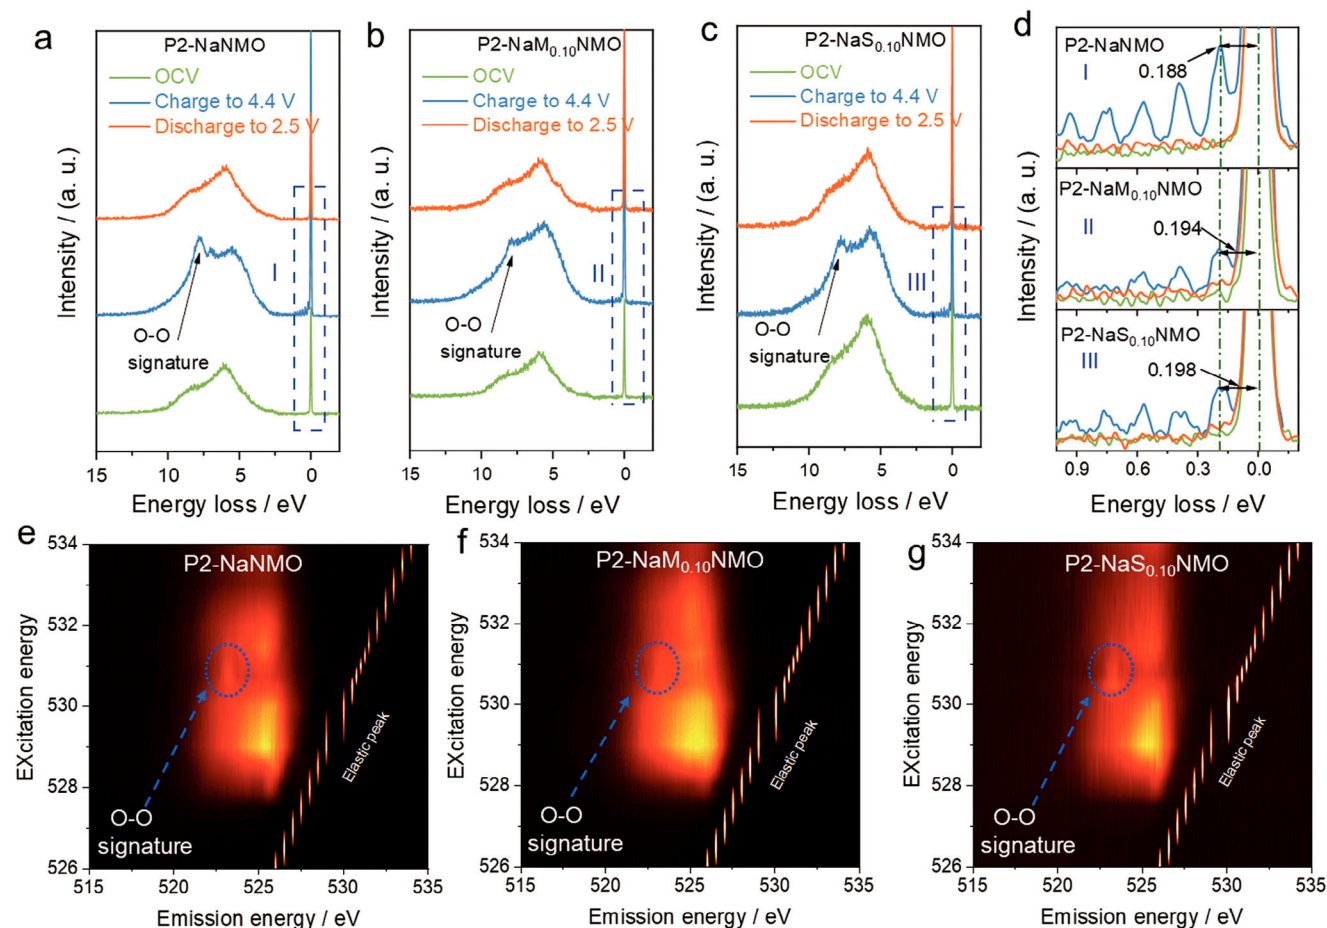 a
P2-NaNMO
OCV
Charge to 4.4 V
Discharge to 2.5 V
I
O-O
signature
Intensity / (a. u.)
15 10 5 0
Energy loss / eV
b
P2-NaM0.10NMO
OCV
Charge to 4.4 V
Discharge to 2.5 V
II
O-O
signature
Intensity / (a. u.)
15 10 5 0
Energy loss / eV
c
P2-NaS0.10NMO
OCV
Charge to 4.4 V
Discharge to 2.5 V
III
O-O
signature
Intensity / (a. u.)
15 10 5 0
Energy loss / eV
d
P2-NaNMO
I
0.188
P2-NaM0.10NMO
II
0.194
P2-NaS0.10NMO
III
0.198
Intensity / (a. u.)
0.9 0.6 0.3 0.0
Energy loss / eV
e
P2-NaNMO
534
532
530
528
526
EXcitation energy
Elastic peak
O-O
signature
515 520 525 530 535
Emission energy / eV
f
P2-NaM0.10NMO
534
532
530
528
526
EXcitation energy
Elastic peak
O-O
signature
515 520 525 530 535
Emission energy / eV
g
P2-NaS0.10NMO
534
532
530
528
526
EXcitation energy
Elastic peak
O-O
signature
515 520 525 530 535
Emission energy / eV